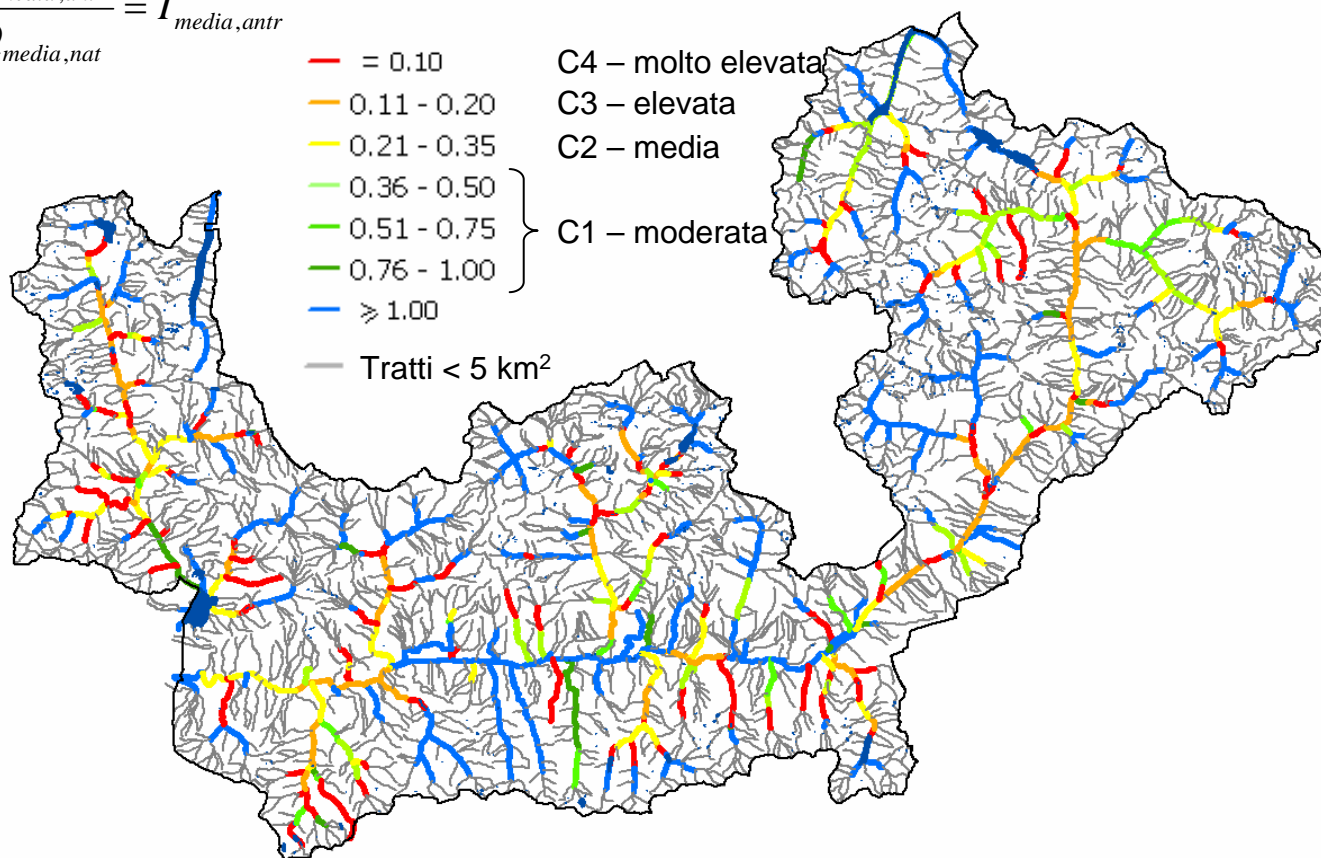 = I media,antr
media,nat
= 0.10 C4 – molto elevata
0.11 - 0.20 C3 – elevata
0.21 - 0.35 C2 – media
0.36 - 0.50
0.51 - 0.75 C1 – moderata
0.76 - 1.00
> 1.00
Tratti < 5 km²